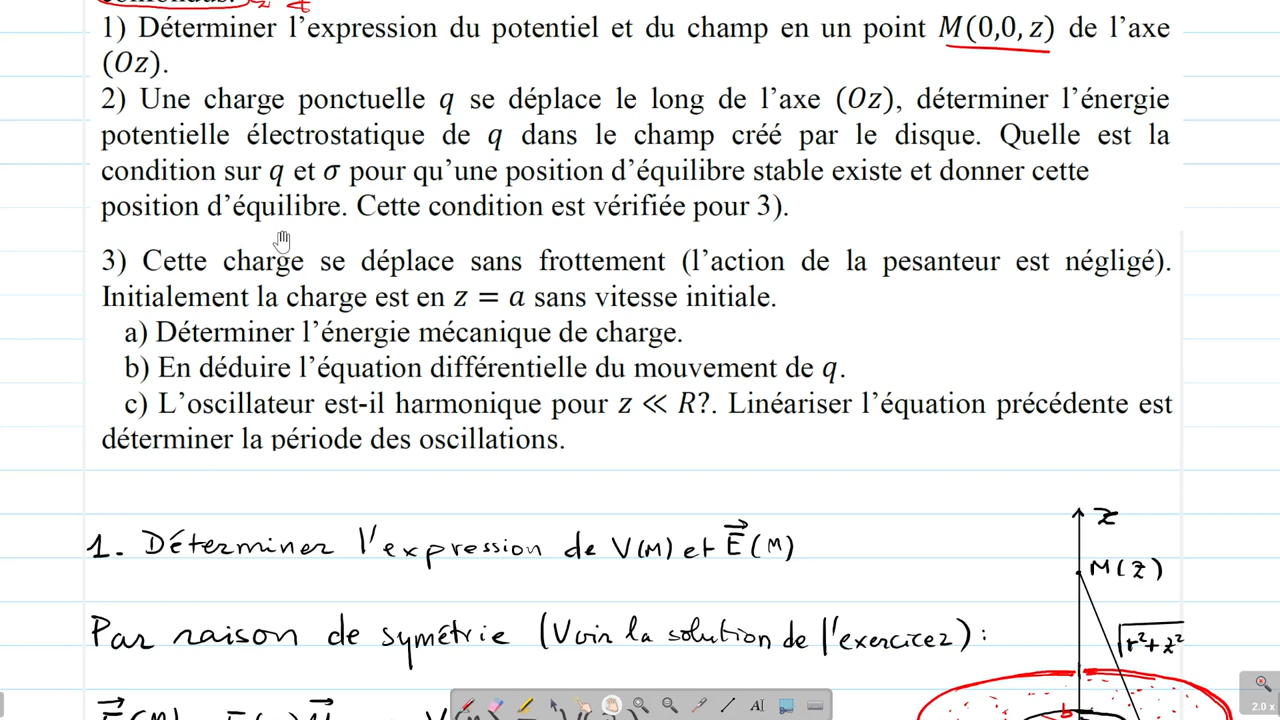 1) Déterminer l'expression du potentiel et du champ en un point M(0,0,z) de l'axe
(Oz).
2) Une charge ponctuelle q se déplace le long de l'axe (Oz), déterminer l'énergie
potentielle électrostatique de q dans le champ créé par le disque. Quelle est la
condition sur q et σ pour qu'une position d'équilibre stable existe et donner cette
position d'équilibre. Cette condition est vérifiée pour 3).
3) Cette charge se déplace sans frottement (l'action de la pesanteur est négligé).
Initialement la charge est en z = a sans vitesse initiale.
a) Déterminer l'énergie mécanique de charge.
b) En déduire l'équation différentielle du mouvement de q.
c) L'oscillateur est-il harmonique pour z ≪ R?. Linéariser l'équation précédente est
déterminer la période des oscillations.
z
1. Déterminer l'expression de V(M) et E⃗(M)
M(z)
Par raison de symétrie (Voir la solution de l'exercice2) :
√r²+z²
b
AI
2.0 x